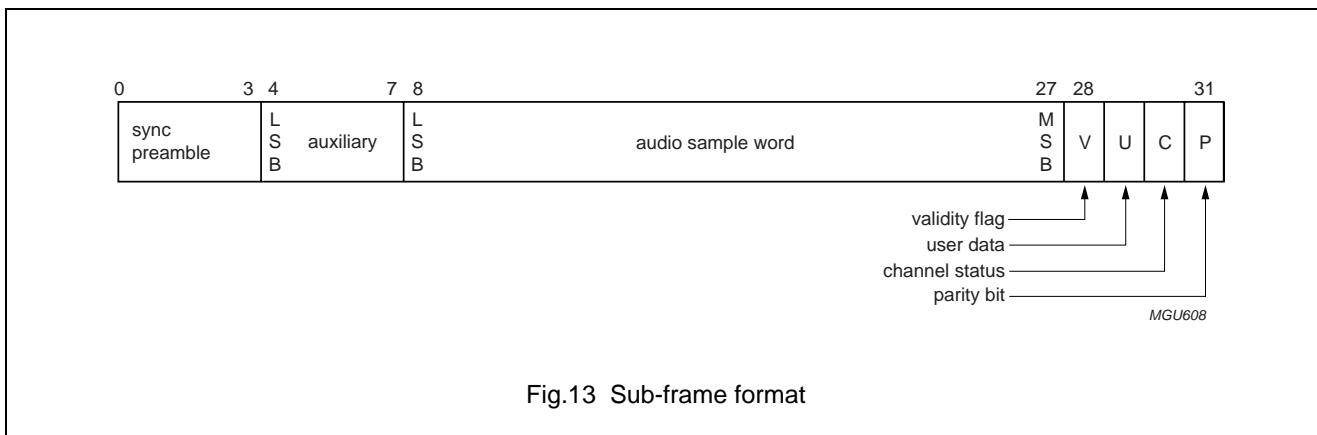 0 3 4 7 8 27 28 31
sync
preamble
L
S
B
auxiliary
L
S
B
audio sample word
M
S
B
V U C P
validity flag
user data
channel status
parity bit
MGU608
Fig.13 Sub-frame format